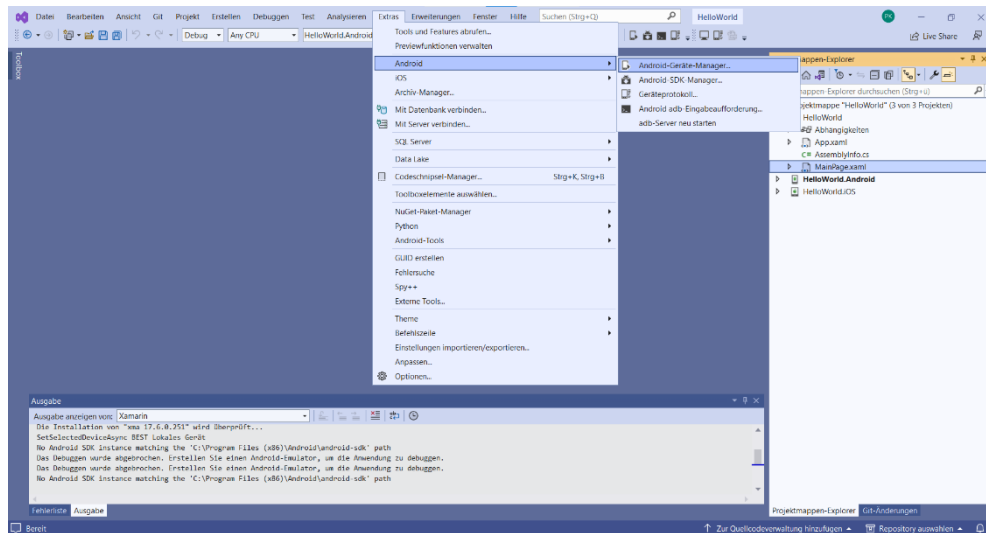 Datei Bearbeiten Ansicht Git Projekt Erstellen Debuggen Test Analysieren Extras Erweiterungen Fenster Hilfe Suchen (Strg+Q) HelloWorld PK
Debug Any CPU HelloWorld.Android Live Share
Toolbox
Tools und Features abrufen...
Previewfunktionen verwalten
Android
iOS
Archiv-Manager...
Mit Datenbank verbinden...
Mit Server verbinden...
SQL Server
Data Lake
Codeschnipsel-Manager... Strg+K, Strg+B
Toolboxelemente auswählen...
NuGet-Paket-Manager
Python
Android-Tools
GUID erstellen
Fehlersuche
Spy++
Externe Tools...
Theme
Befehlszeile
Einstellungen importieren/exportieren...
Anpassen...
Optionen...
Android-Geräte-Manager...
Android-SDK-Manager...
Geräteprotokoll...
Android adb-Eingabeaufforderung...
adb-Server neu starten
appen-Explorer
appen-Explorer durchsuchen (Strg+ü)
jektmappe "HelloWorld" (3 von 3 Projekten)
HelloWorld
Abhängigkeiten
App.xaml
AssemblyInfo.cs
MainPage.xaml
HelloWorld.Android
HelloWorld.iOS
Ausgabe
Ausgabe anzeigen von: Xamarin
Die Installation von "xma 17.6.0.251" wird überprüft...
SetSelectedDeviceAsync BEST Lokales Gerät
No Android SDK instance matching the 'C:\Program Files (x86)\Android\android-sdk' path
Das Debuggen wurde abgebrochen. Erstellen Sie einen Android-Emulator, um die Anwendung zu debuggen.
Das Debuggen wurde abgebrochen. Erstellen Sie einen Android-Emulator, um die Anwendung zu debuggen.
No Android SDK instance matching the 'C:\Program Files (x86)\Android\android-sdk' path
Fehlerliste Ausgabe
Projektmappen-Explorer Git-Änderungen
Bereit Zur Quellcodeverwaltung hinzufügen Repository auswählen